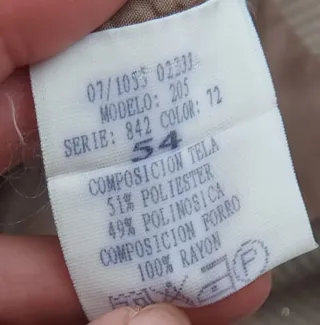 07/1055 02333
MODELO: 205
SERIE: 842 COLOR: 72
54
COMPOSICION TELA
51% POLIESTER
49% POLINOSICA
COMPOSICION FORRO
100% RAYON
P